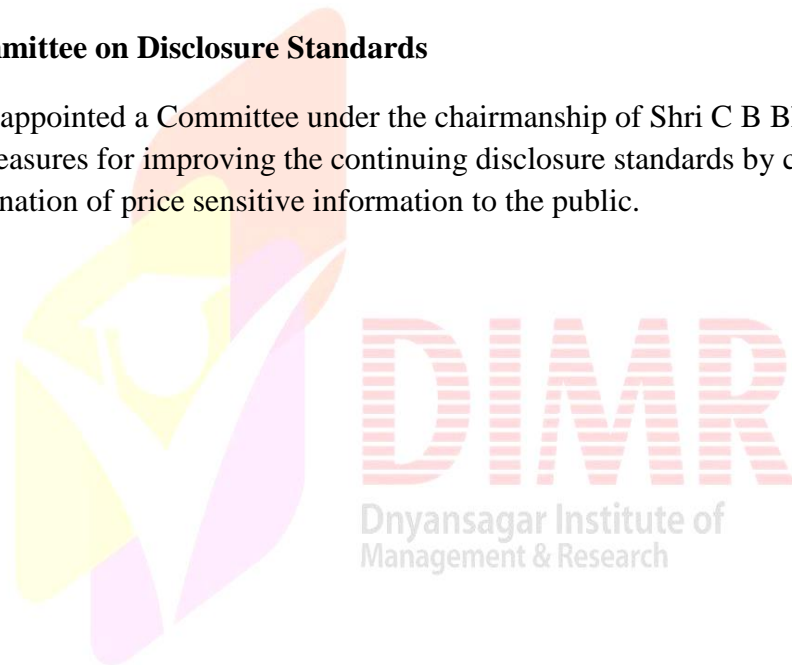 mmittee on Disclosure Standards
appointed a Committee under the chairmanship of Shri C B B
easures for improving the continuing disclosure standards by c
nation of price sensitive information to the public.
DIMR
Dnyansagar Institute of
Management & Research